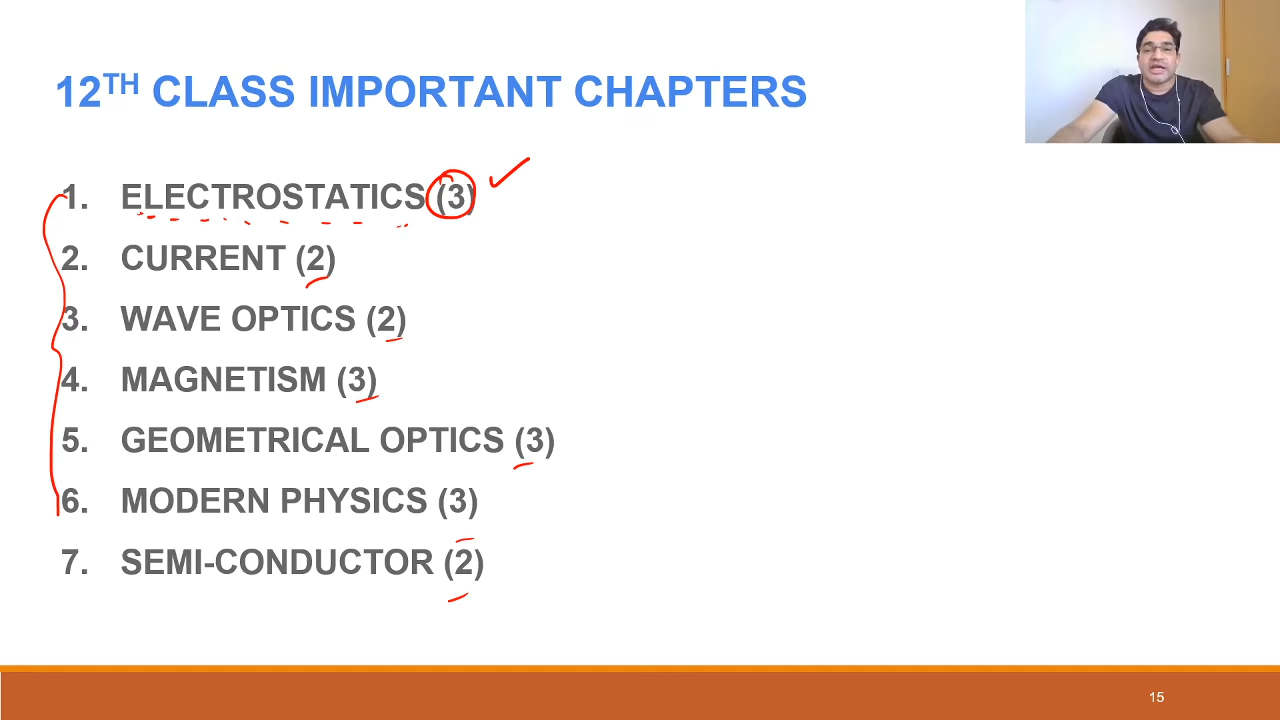 12TH CLASS IMPORTANT CHAPTERS
1. ELECTROSTATICS (3)
2. CURRENT (2)
3. WAVE OPTICS (2)
4. MAGNETISM (3)
5. GEOMETRICAL OPTICS (3)
6. MODERN PHYSICS (3)
7. SEMI-CONDUCTOR (2)
15